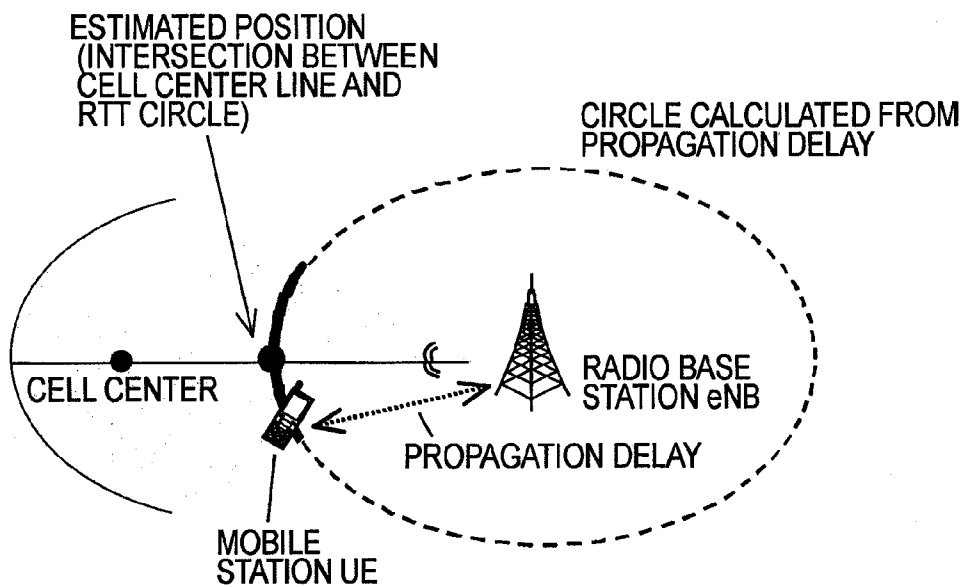 ESTIMATED POSITION
(INTERSECTION BETWEEN
CELL CENTER LINE AND
RTT CIRCLE)
CIRCLE CALCULATED FROM
PROPAGATION DELAY
CELL CENTER
RADIO BASE
STATION eNB
PROPAGATION DELAY
MOBILE
STATION UE